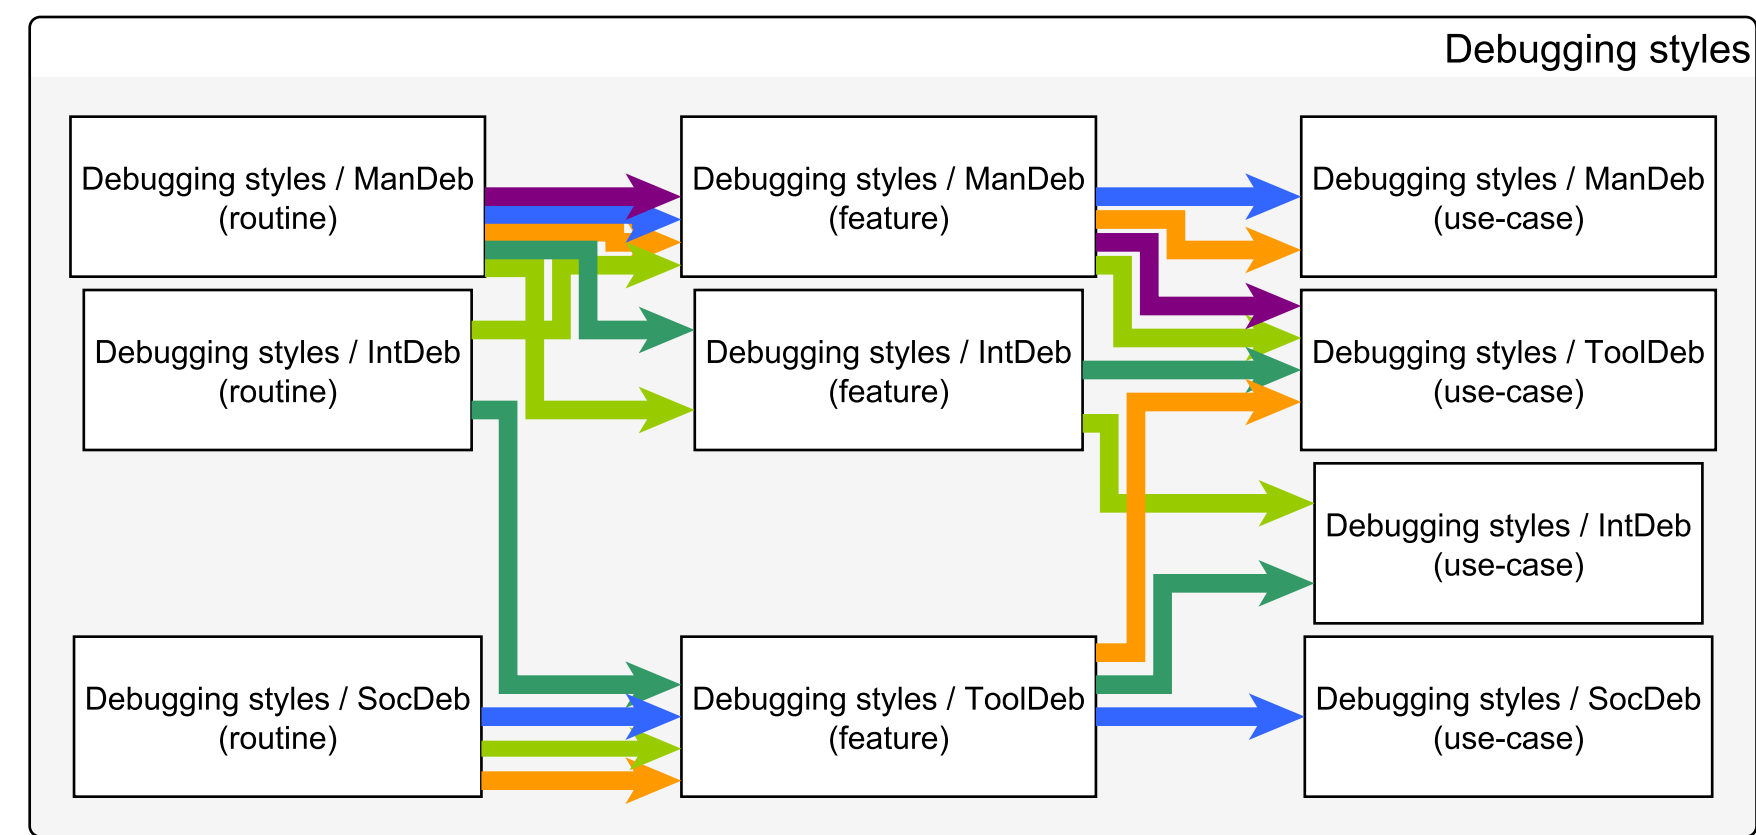 Debugging styles
Debugging styles / ManDeb
(routine)
Debugging styles / ManDeb
(feature)
Debugging styles / ManDeb
(use-case)
Debugging styles / IntDeb
(routine)
Debugging styles / IntDeb
(feature)
Debugging styles / ToolDeb
(use-case)
Debugging styles / IntDeb
(use-case)
Debugging styles / SocDeb
(routine)
Debugging styles / ToolDeb
(feature)
Debugging styles / SocDeb
(use-case)